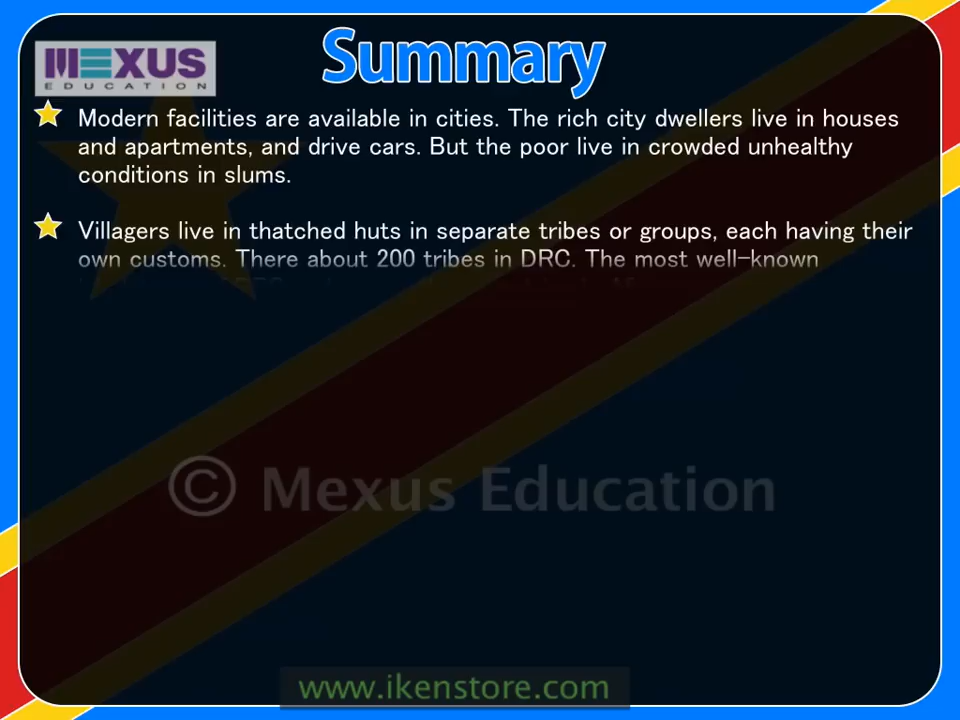 Summary
MEXUS
EDUCATION
Modern facilities are available in cities. The rich city dwellers live in houses
and apartments, and drive cars. But the poor live in crowded unhealthy
conditions in slums.
Villagers live in thatched huts in separate tribes or groups, each having their
own customs. There about 200 tribes in DRC. The most well-known
© Mexus Education
www.ikenstore.com